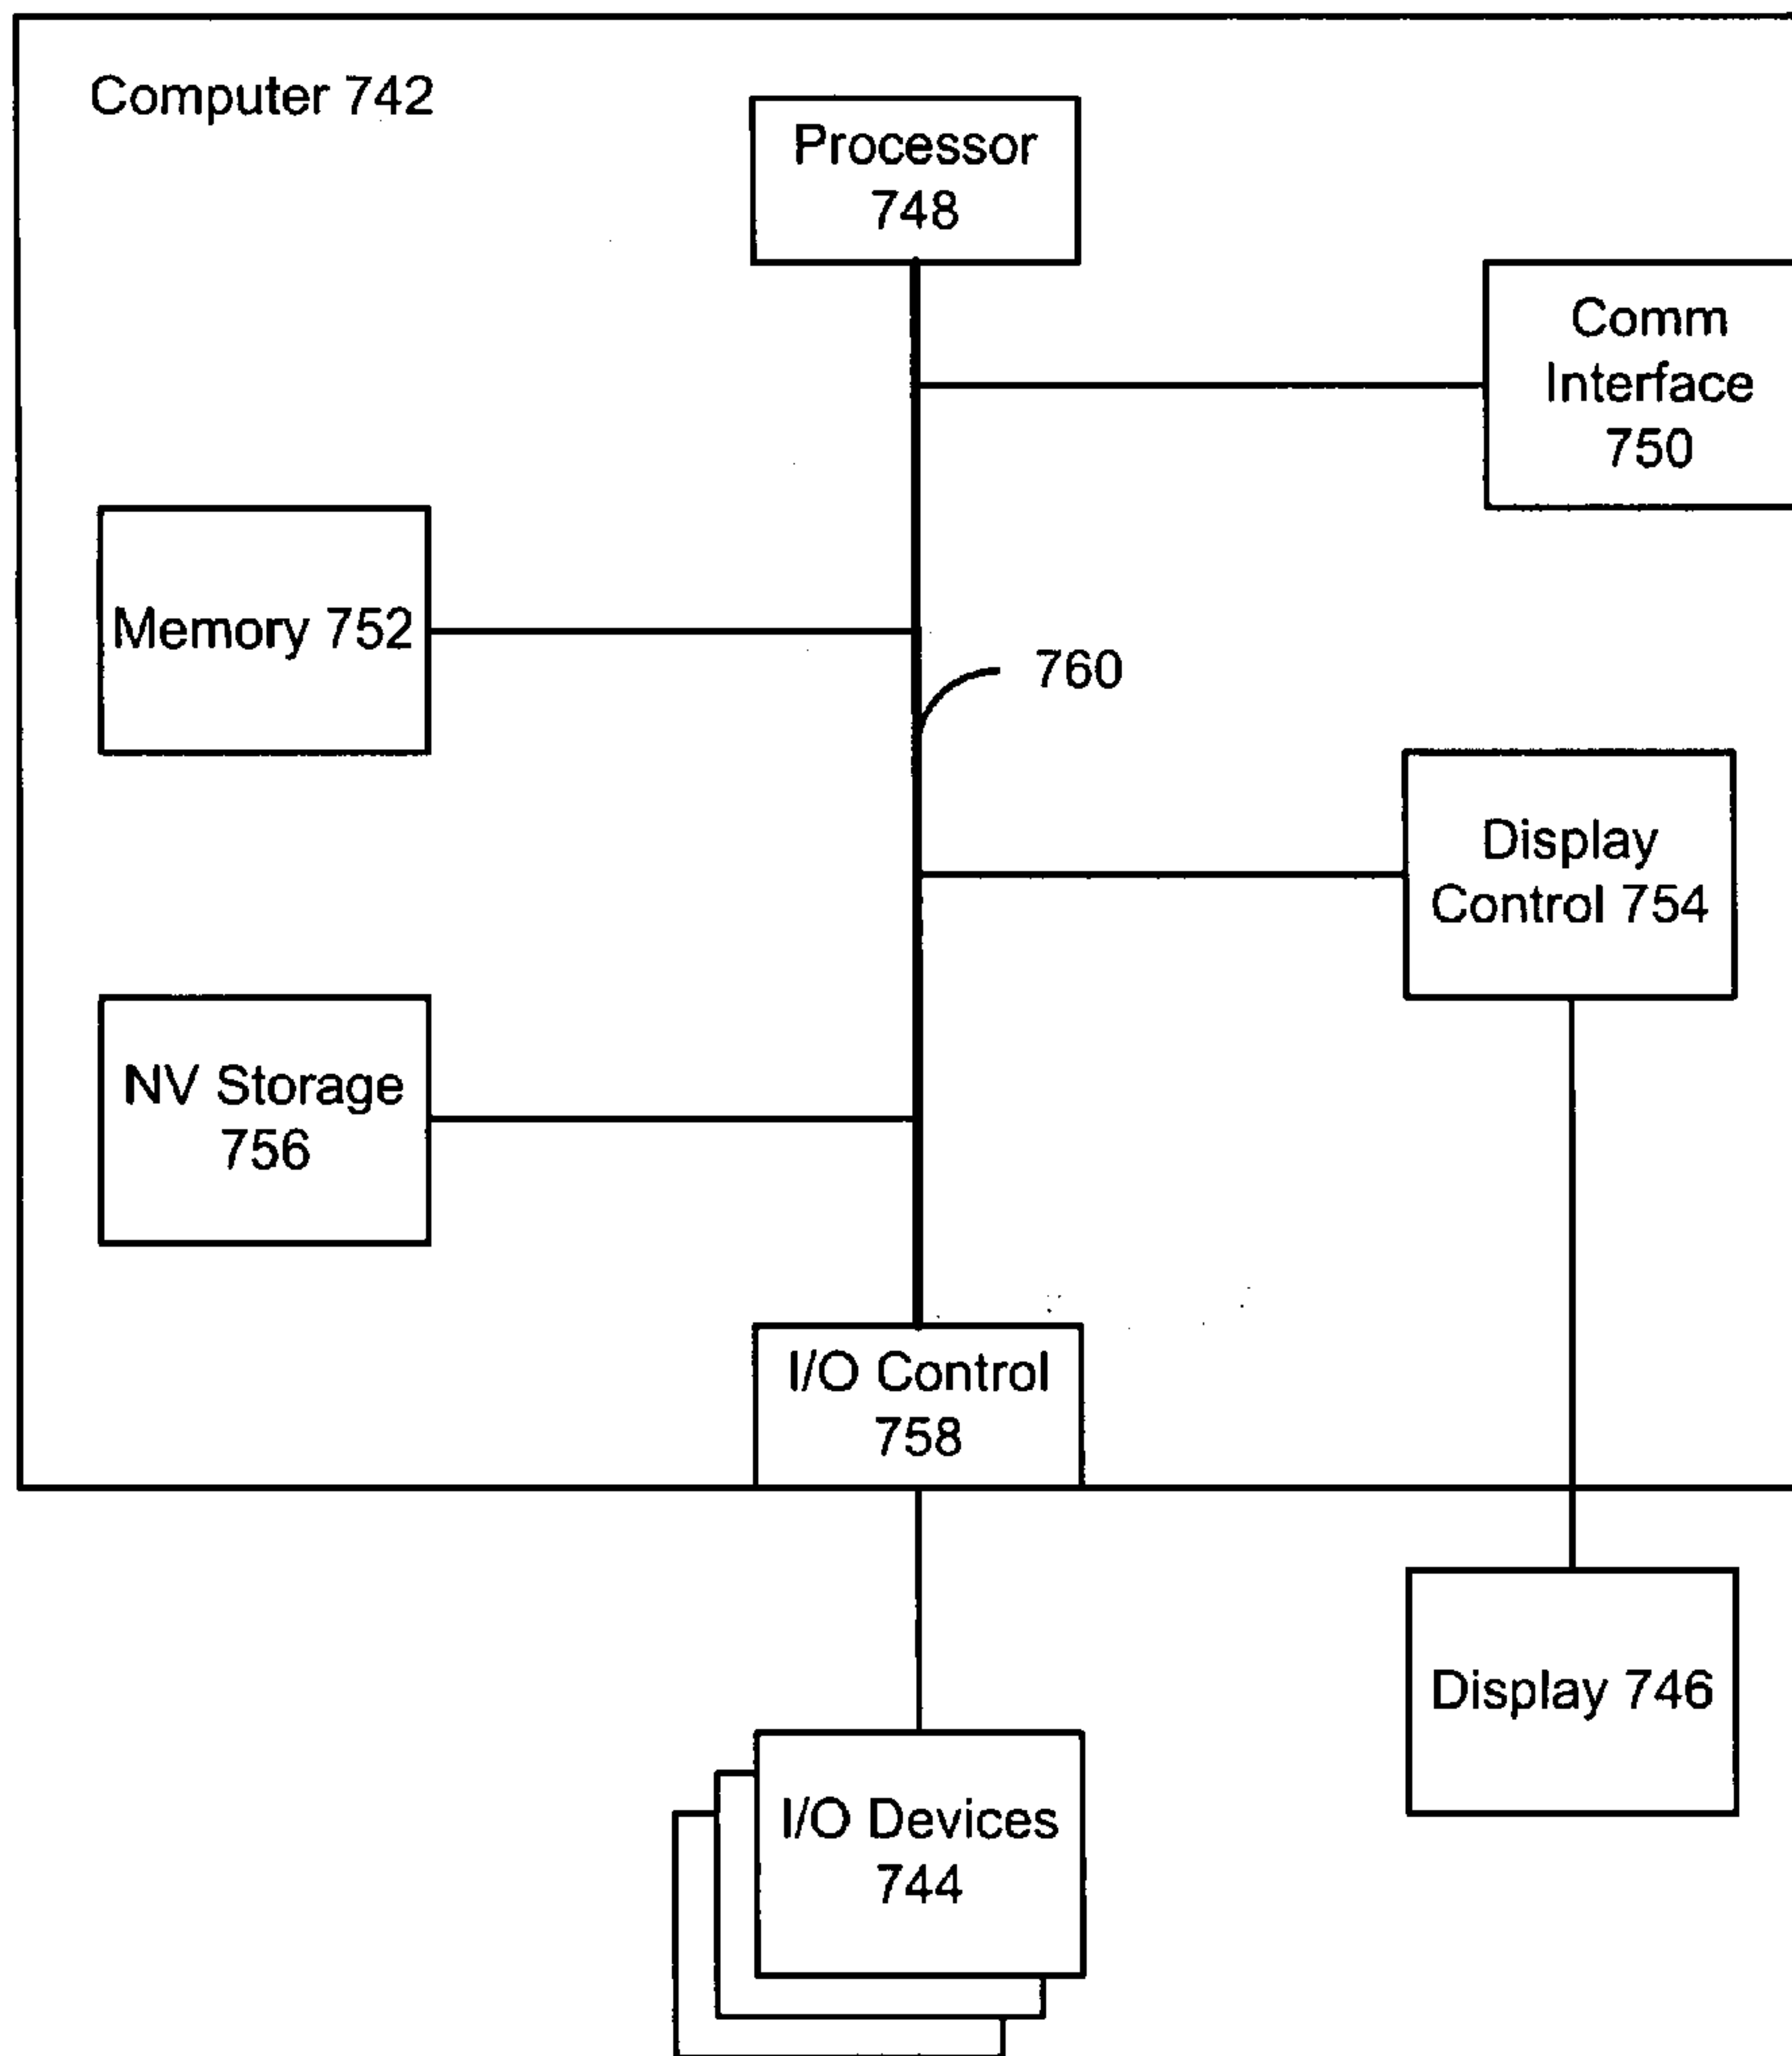 Computer 742
Processor
748
Comm
Interface
750
Memory 752
760
Display
Control 754
NV Storage
756
I/O Control
758
Display 746
I/O Devices
744